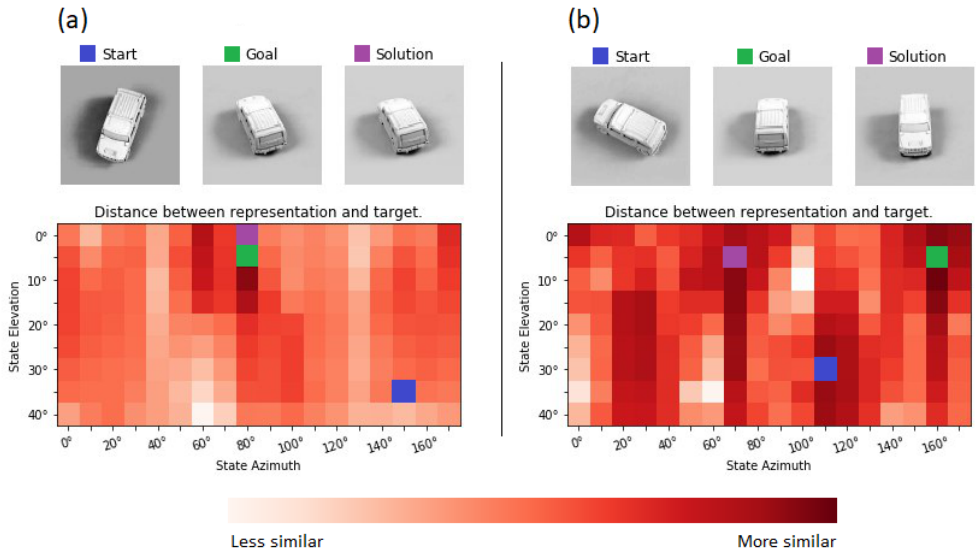 (a)
(b)
Start
Goal
Solution
Start
Goal
Solution
Distance between representation and target.
Distance between representation and target.
0°
10°
20°
30°
40°
State Elevation
0°
20°
40°
60°
80°
100°
120°
140°
160°
State Azimuth
0°
10°
20°
30°
40°
State Elevation
0°
20°
40°
60°
80°
100°
120°
140°
160°
State Azimuth
Less similar
More similar